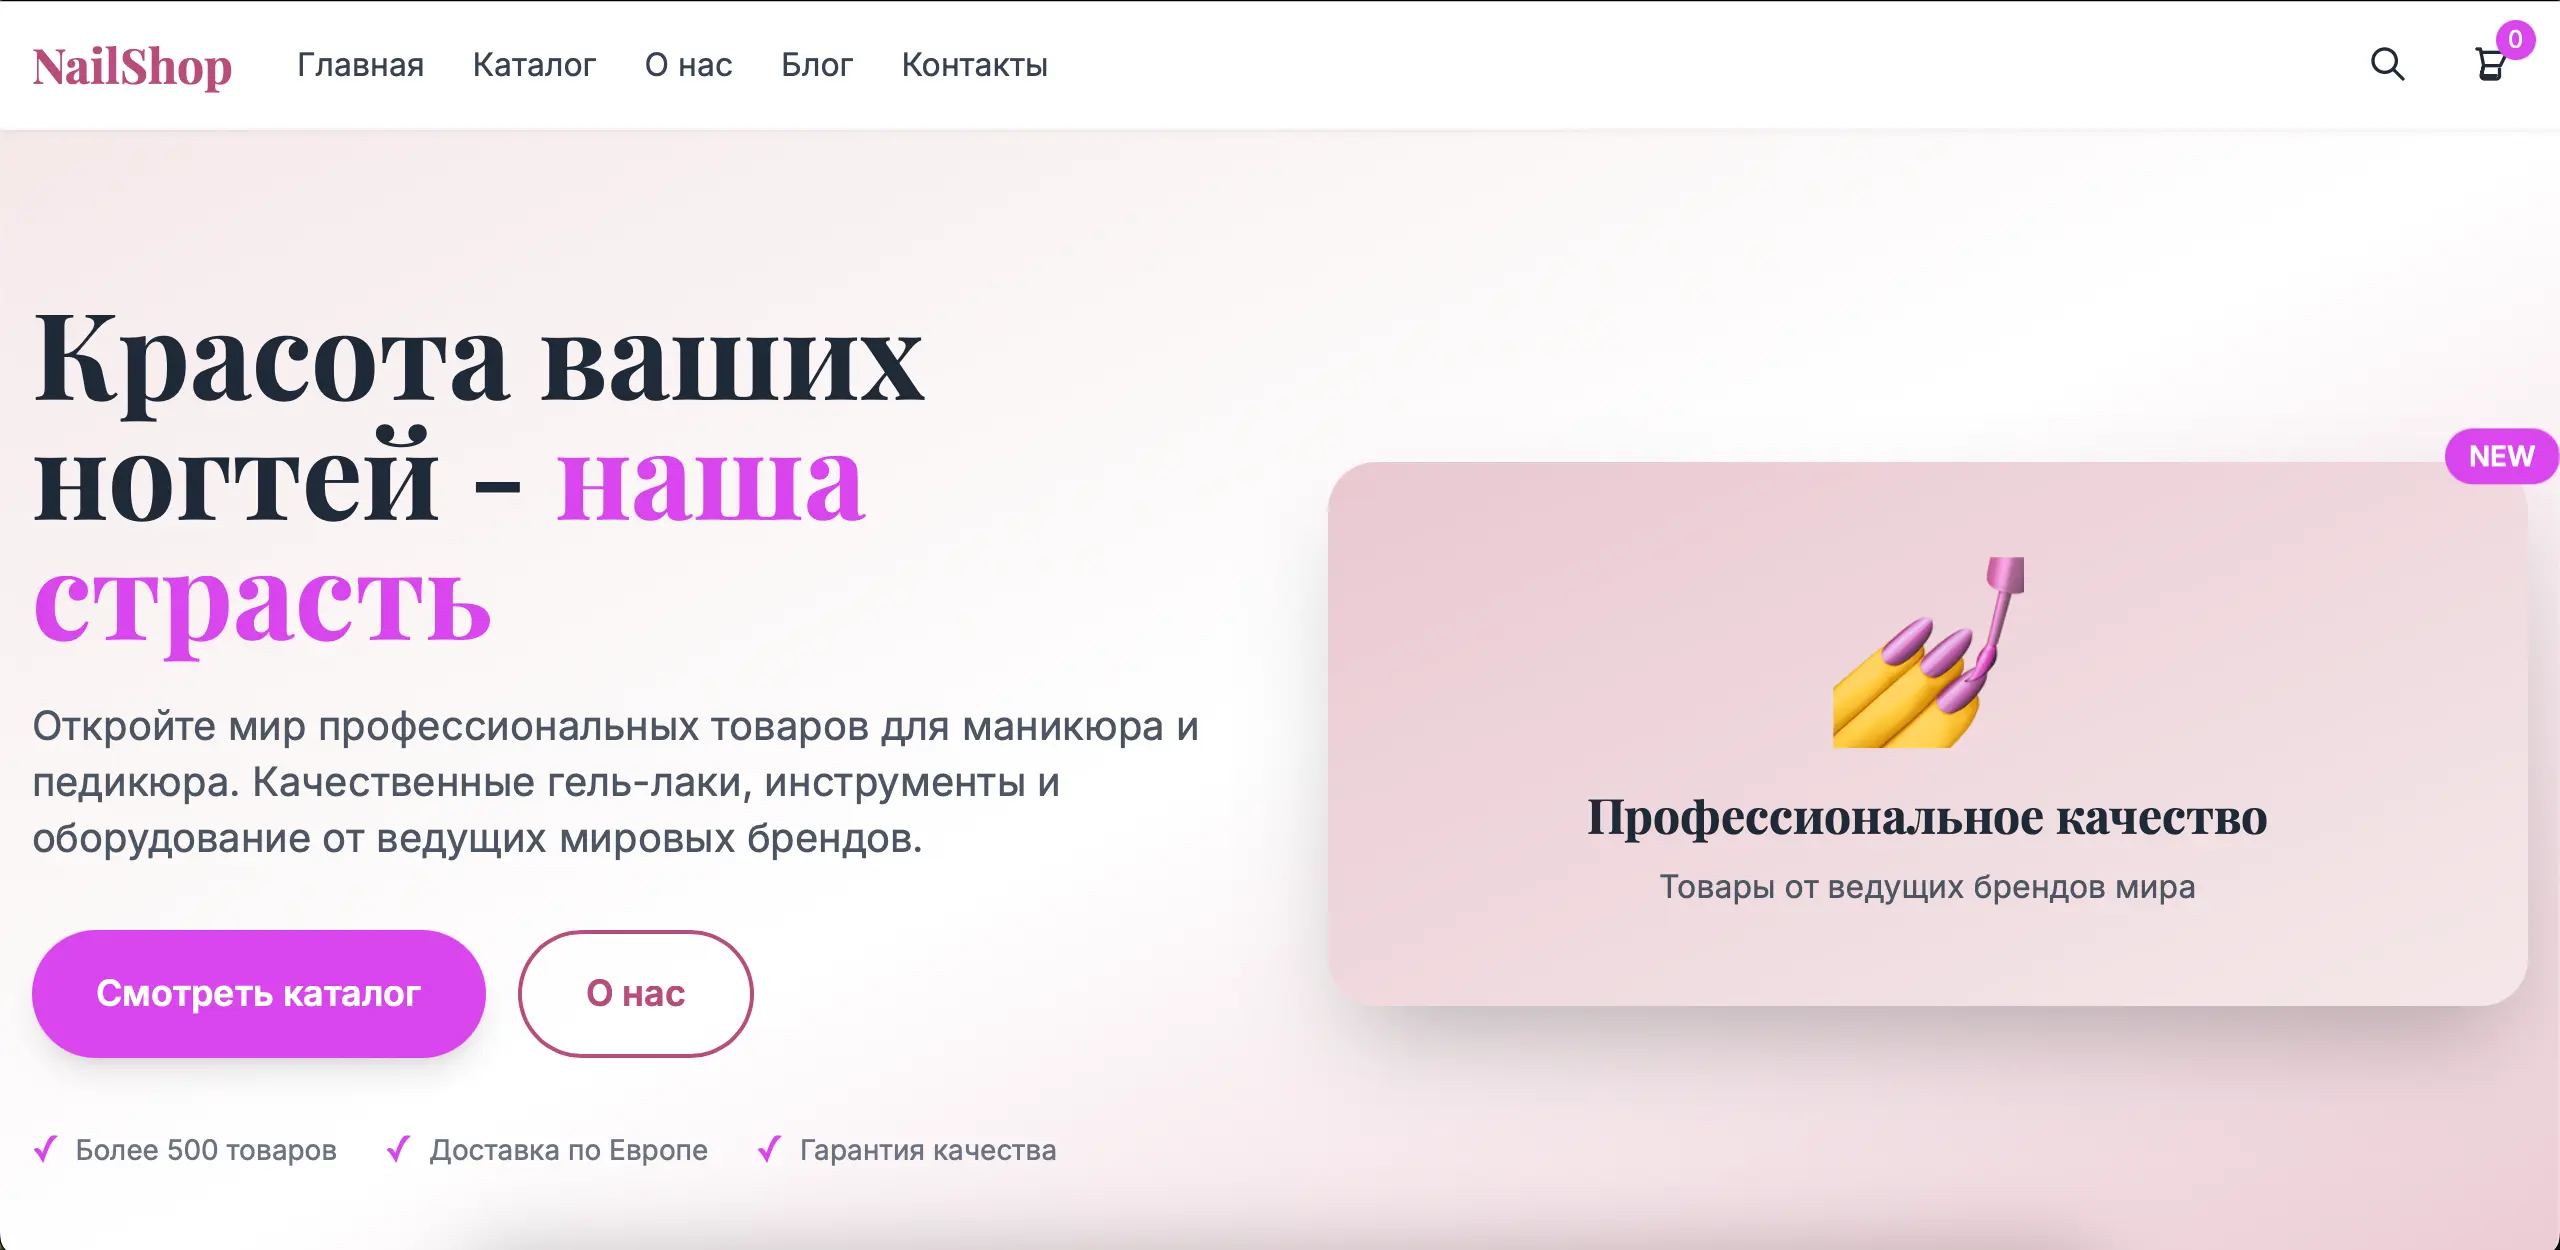 NailShop
Главная
Каталог
О нас
Блог
Контакты
0
Красота ваших
ногтей - наша
страсть
Откройте мир профессиональных товаров для маникюра и
педикюра. Качественные гель-лаки, инструменты и
оборудование от ведущих мировых брендов.
Смотреть каталог
О нас
✓ Более 500 товаров
✓ Доставка по Европе
✓ Гарантия качества
NEW
Профессиональное качество
Товары от ведущих брендов мира